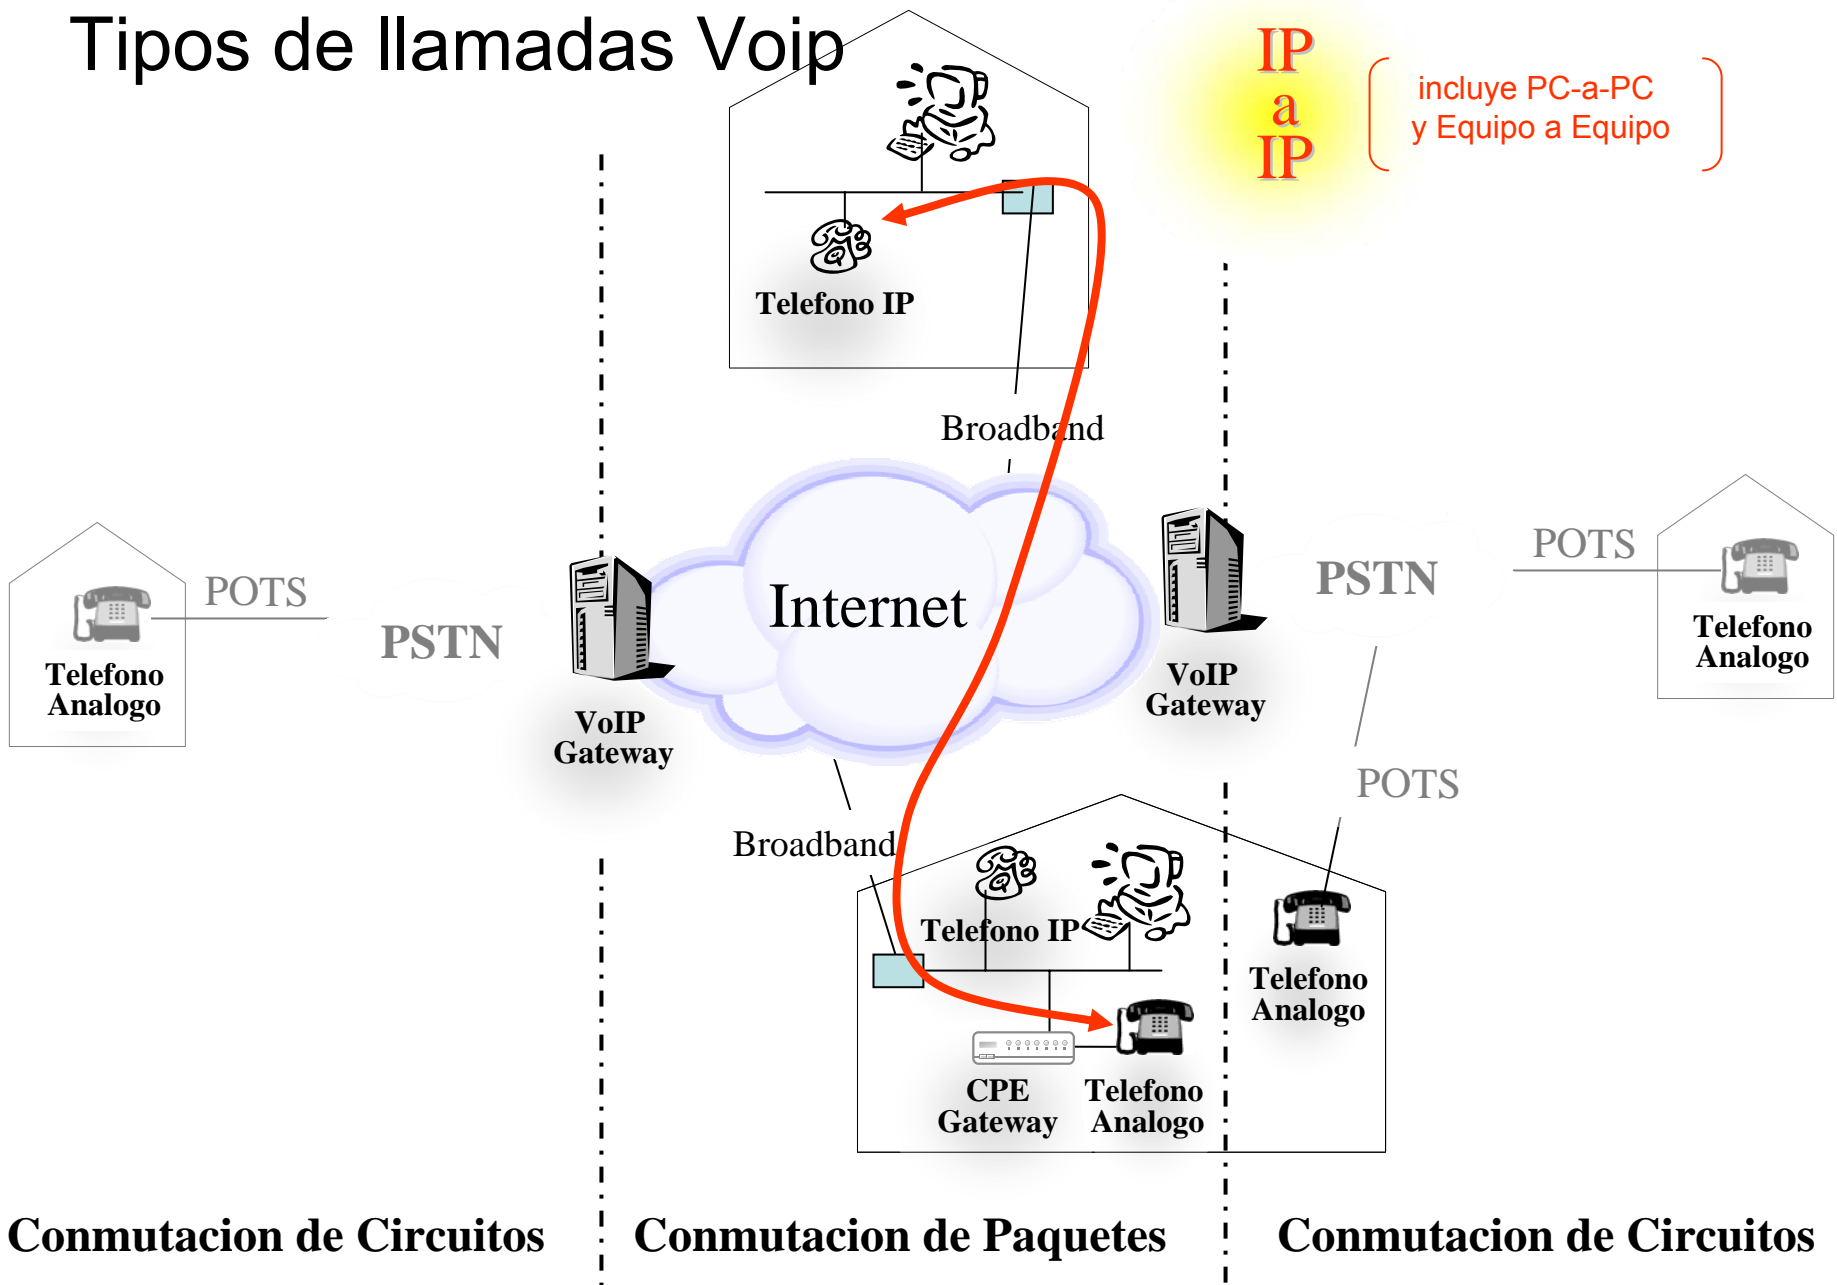 Tipos de llamadas Voip
IP
a
IP
incluye PC-a-PC
y Equipo a Equipo
Telefono IP
Broadband
POTS
PSTN
Telefono
Analogo
VoIP
Gateway
Internet
VoIP
Gateway
PSTN
POTS
Telefono
Analogo
POTS
Broadband
Telefono IP
CPE
Gateway
Telefono
Analogo
Telefono
Analogo
Conmutacion de Circuitos
Conmutacion de Paquetes
Conmutacion de Circuitos